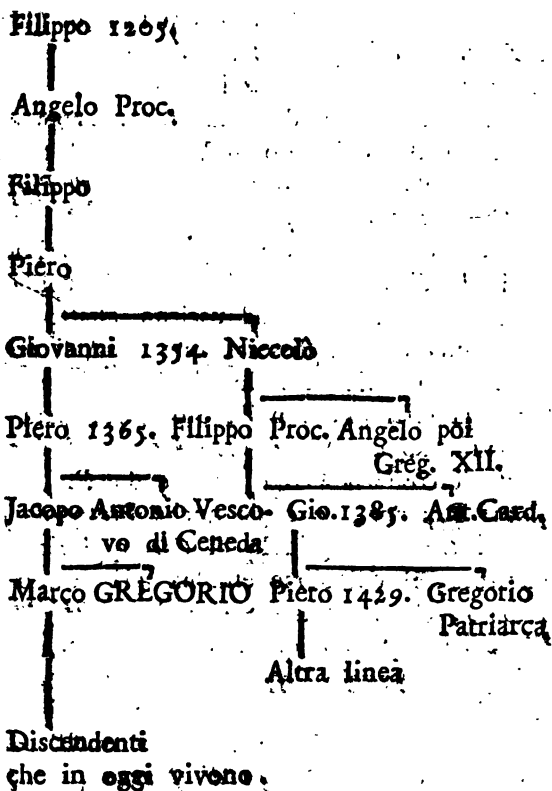 Filippo 1205.
Angelo Proc.
Filippo
Piero
Giovanni 1354. Niccolò
Piero 1365. Filippo Proc. Angelo poi
Greg. XII.
Jacopo Antonio Vesco- Gio. 1385. Ant. Card.
vo di Ceneda
Marco GREGORIO Piero 1429. Gregorio
Patriarca
Altra linea
Discendenti
che in oggi vivono.